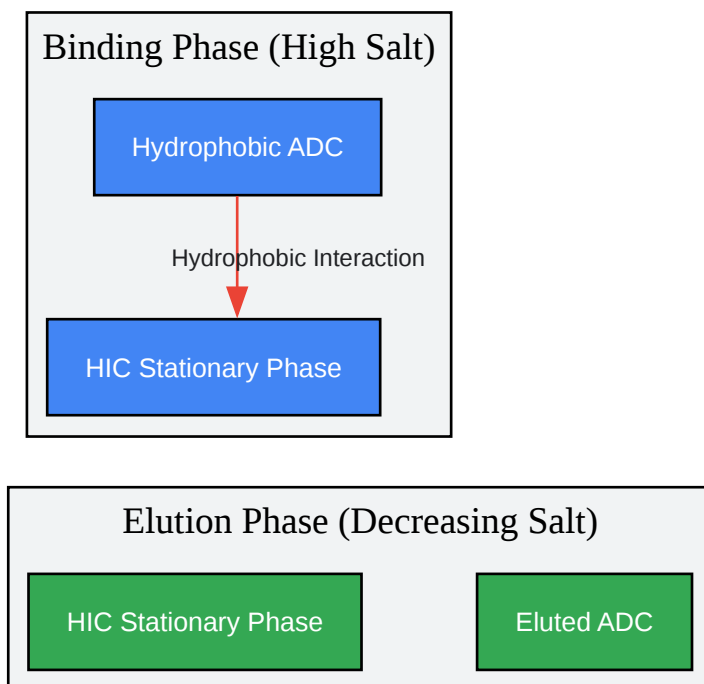 Binding Phase (High Salt)
Hydrophobic ADC
Hydrophobic Interaction
HIC Stationary Phase
Elution Phase (Decreasing Salt)
HIC Stationary Phase
Eluted ADC